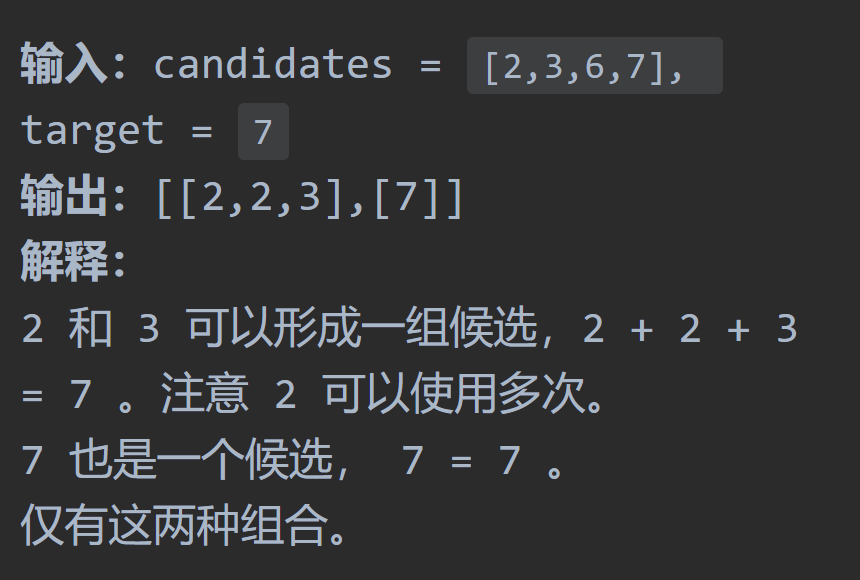 输入：candidates = [2,3,6,7],
target = 7
输出：[[2,2,3],[7]]
解释：
2 和 3 可以形成一组候选，2 + 2 + 3
= 7 。注意 2 可以使用多次。
7 也是一个候选， 7 = 7 。
仅有这两种组合。